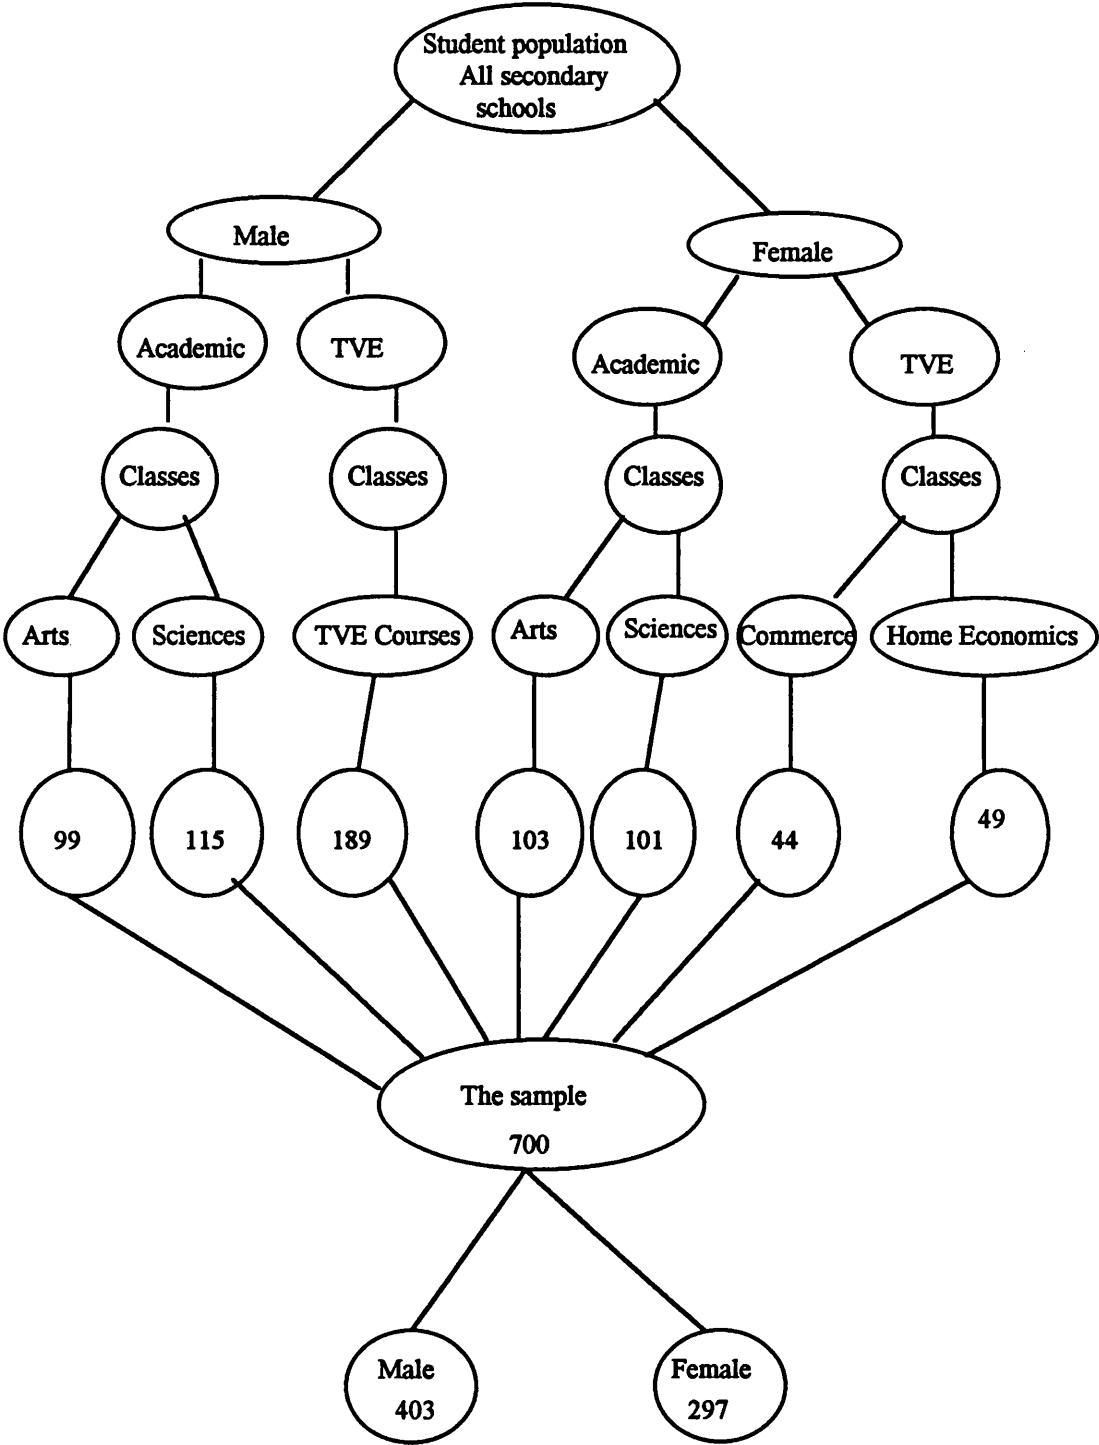 Student population
All secondary
schools
Male
Female
Academic
TVE
Academic
TVE
Classes
Classes
Classes
Classes
Arts
Sciences
TVE Courses
Arts
Sciences
Commerce
Home Economics
99
115
189
103
101
44
49
The sample
700
Male
403
Female
297